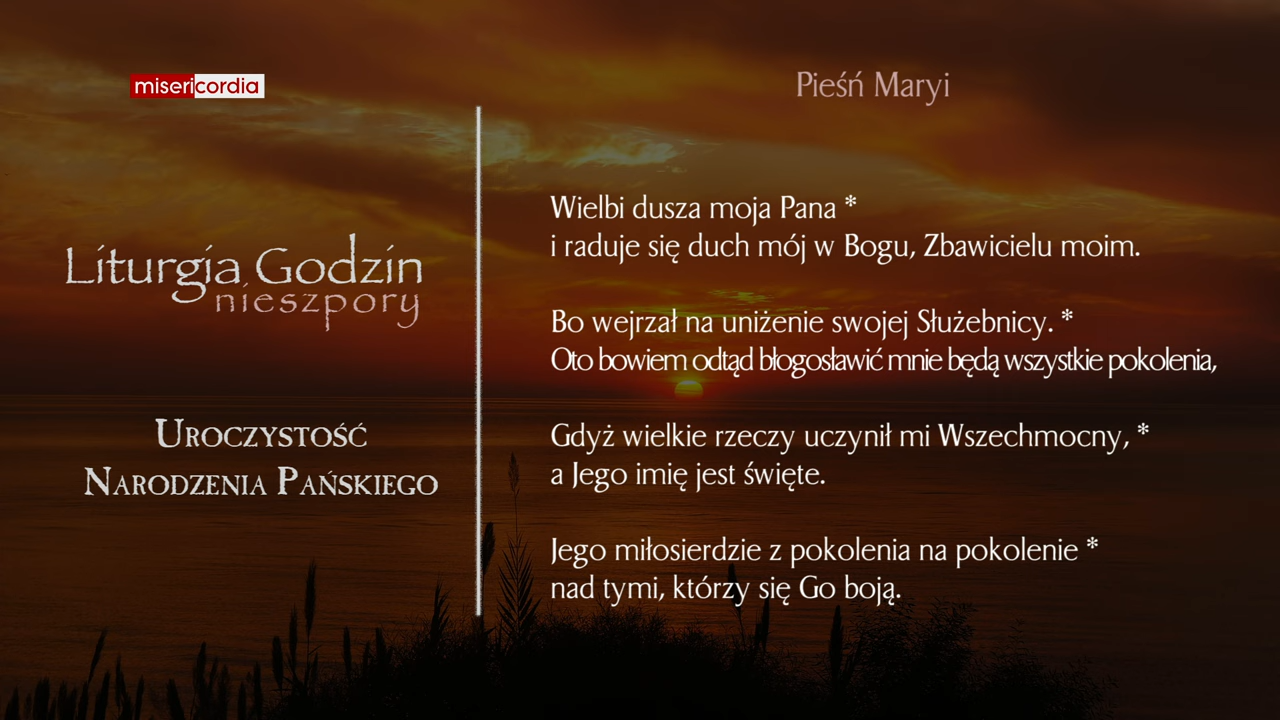 misericordia
Liturgia Godzin
nieszpory
Uroczystość
Narodzenia Pańskiego
Pieśń Maryi
Wielbi dusza moja Pana *
i raduje się duch mój w Bogu, Zbawicielu moim.
Bo wejrzał na uniżenie swojej Służebnicy. *
Oto bowiem odtąd błogosławić mnie będą wszystkie pokolenia,
Gdyż wielkie rzeczy uczynił mi Wszechmocny, *
a Jego imię jest święte.
Jego miłosierdzie z pokolenia na pokolenie *
nad tymi, którzy się Go boją.